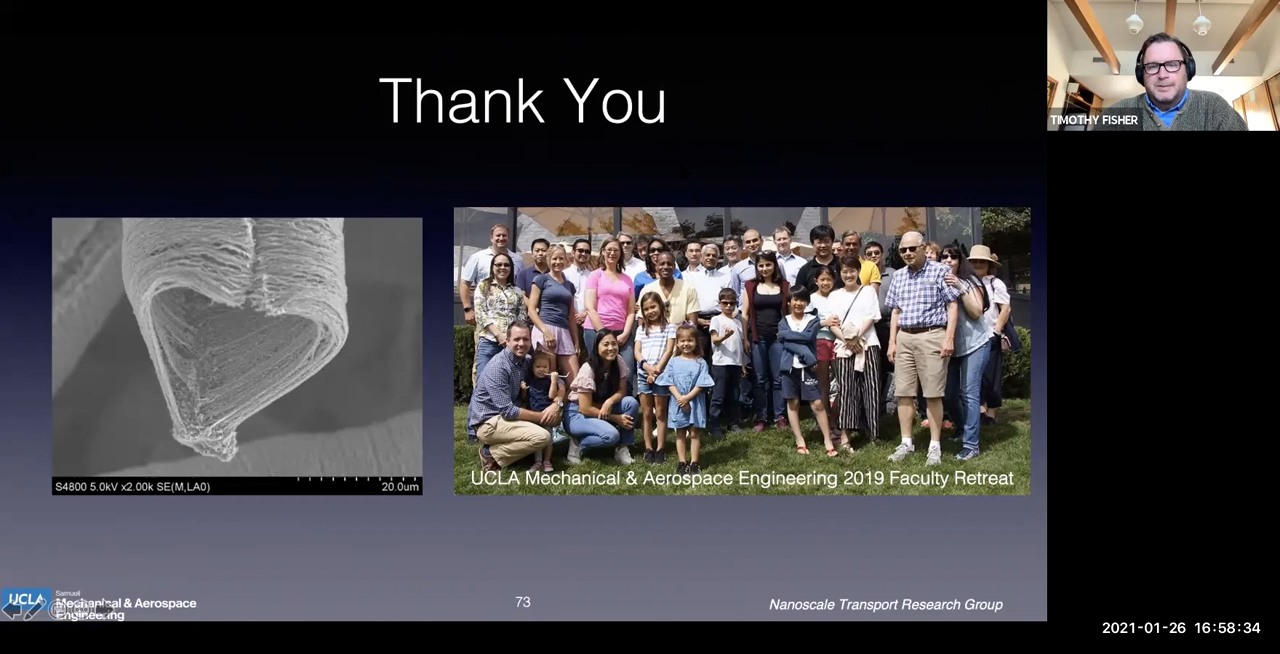 Thank You
TIMOTHY FISHER
S4800 5.0kV x2.00k SE(M,LA0)
20.0um
UCLA Mechanical & Aerospace Engineering 2019 Faculty Retreat
UCLA
Samueli
Mechanical & Aerospace
Engineering
73
Nanoscale Transport Research Group
2021-01-26 16:58:34